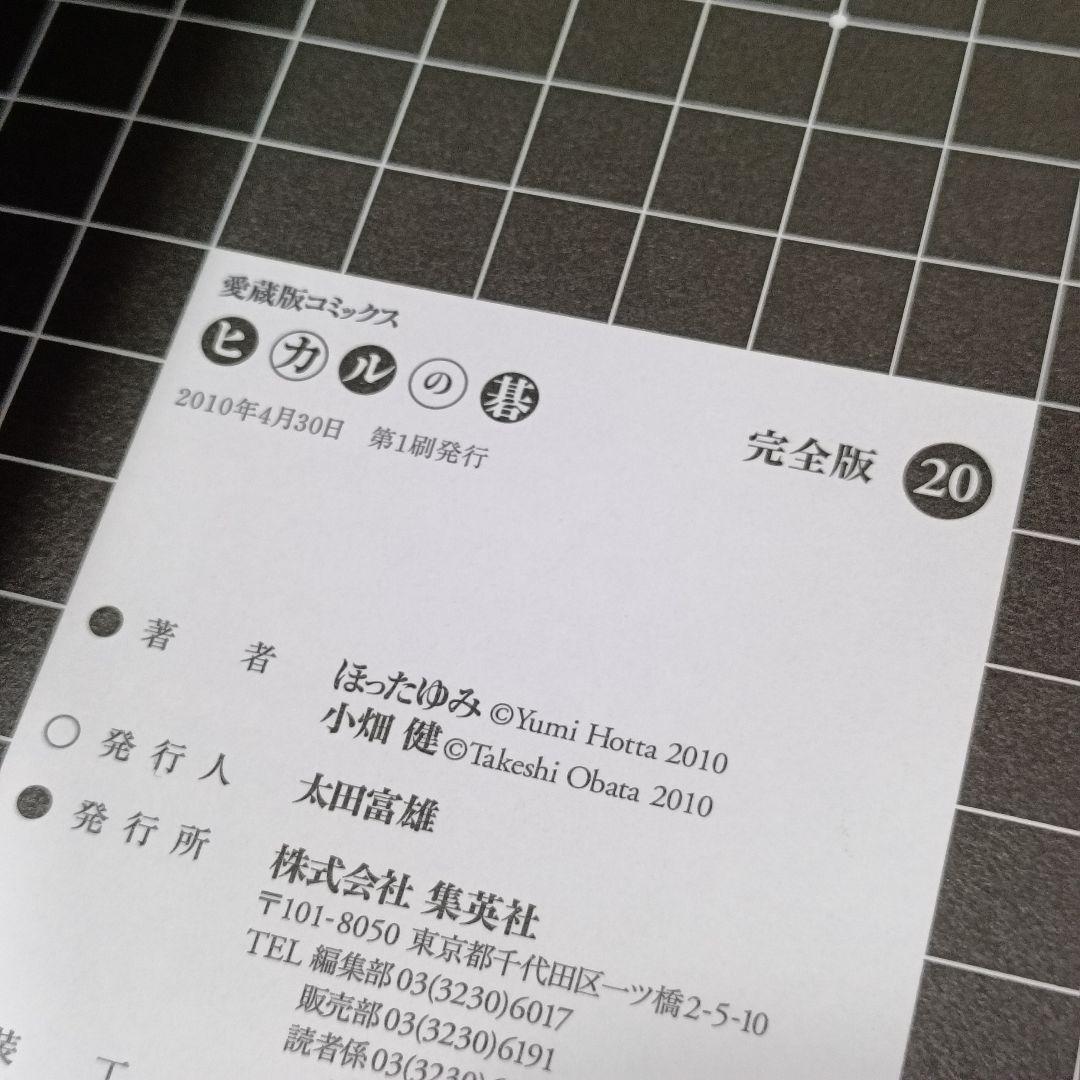 愛蔵版コミックス
ヒカルの碁
完全版 20
2010年4月30日 第1刷発行
著者 ほったゆみ ©Yumi Hotta 2010
小畑 健 ©Takeshi Obata 2010
発行人 太田富雄
発行所 株式会社 集英社
〒101-8050 東京都千代田区一ツ橋2-5-10
TEL 編集部 03(3230)6017
販売部 03(3230)6191
読者係 03(3230)